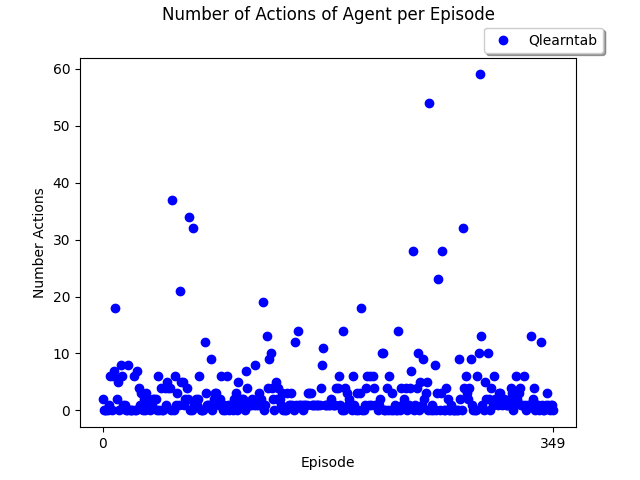 Number of Actions of Agent per Episode
Qlearntab
60
50
40
30
20
10
0
Number Actions
0
349
Episode